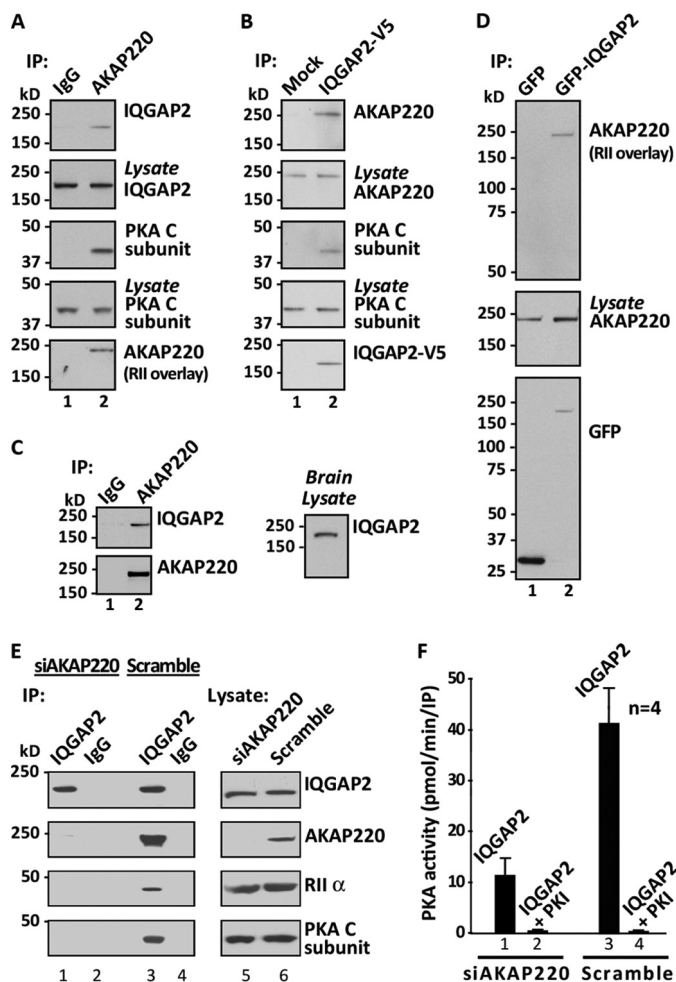 A
IP:
IgG
AKAP220
kD
250
150
IQGAP2
250
150
Lysate
IQGAP2
50
37
PKA C
subunit
50
37
Lysate
PKA C
subunit
250
150
AKAP220
(RII overlay)
1 2
B
IP:
Mock
IQGAP2-V5
kD
250
150
AKAP220
250
150
Lysate
AKAP220
50
37
PKA C
subunit
50
37
Lysate
PKA C
subunit
250
150
IQGAP2-V5
1 2
D
IP:
GFP
GFP-IQGAP2
kD
250
150
100
75
50
AKAP220
(RII overlay)
250
150
Lysate
AKAP220
250
150
100
75
50
37
25
GFP
1 2
C
IP:
IgG
AKAP220
kD
250
150
IQGAP2
250
150
AKAP220
1 2
Brain
Lysate
250
150
IQGAP2
E
siAKAP220 Scramble
IP:
IQGAP2
IgG
IQGAP2
IgG
Lysate:
siAKAP220
Scramble
kD
250
IQGAP2
250
AKAP220
50
RII α
50
PKA C
subunit
1 2 3 4 5 6
F
PKA activity (pmol/min/IP)
50
40
30
20
10
0
IQGAP2
IQGAP2
+ PKI
IQGAP2
IQGAP2
+ PKI
n=4
1 2 3 4
siAKAP220 Scramble